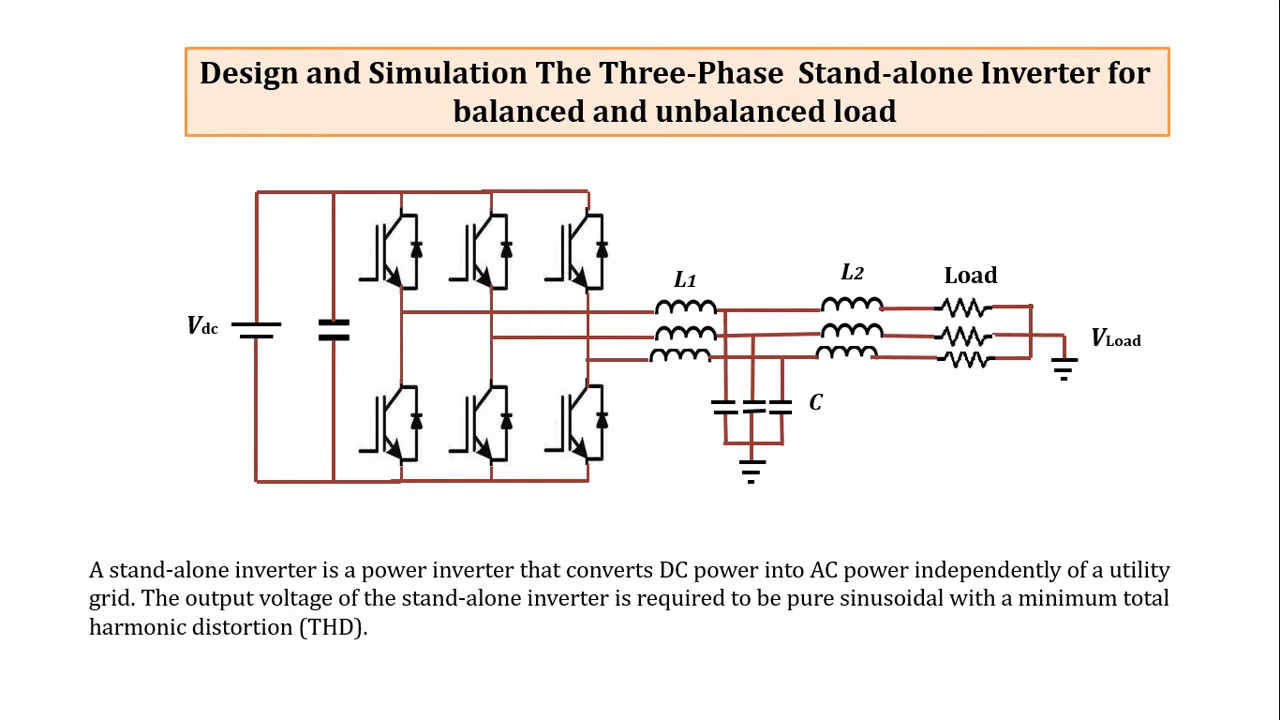 Design and Simulation The Three-Phase Stand-alone Inverter for
balanced and unbalanced load
L1
L2
Load
Vdc
VLoad
C
A stand-alone inverter is a power inverter that converts DC power into AC power independently of a utility
grid. The output voltage of the stand-alone inverter is required to be pure sinusoidal with a minimum total
harmonic distortion (THD).